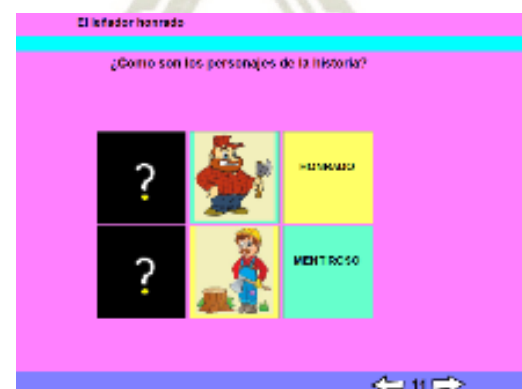 El leñador honrado
¿Como son los personajes de la historia?
?
HONRADO
?
MENTIROSO
11